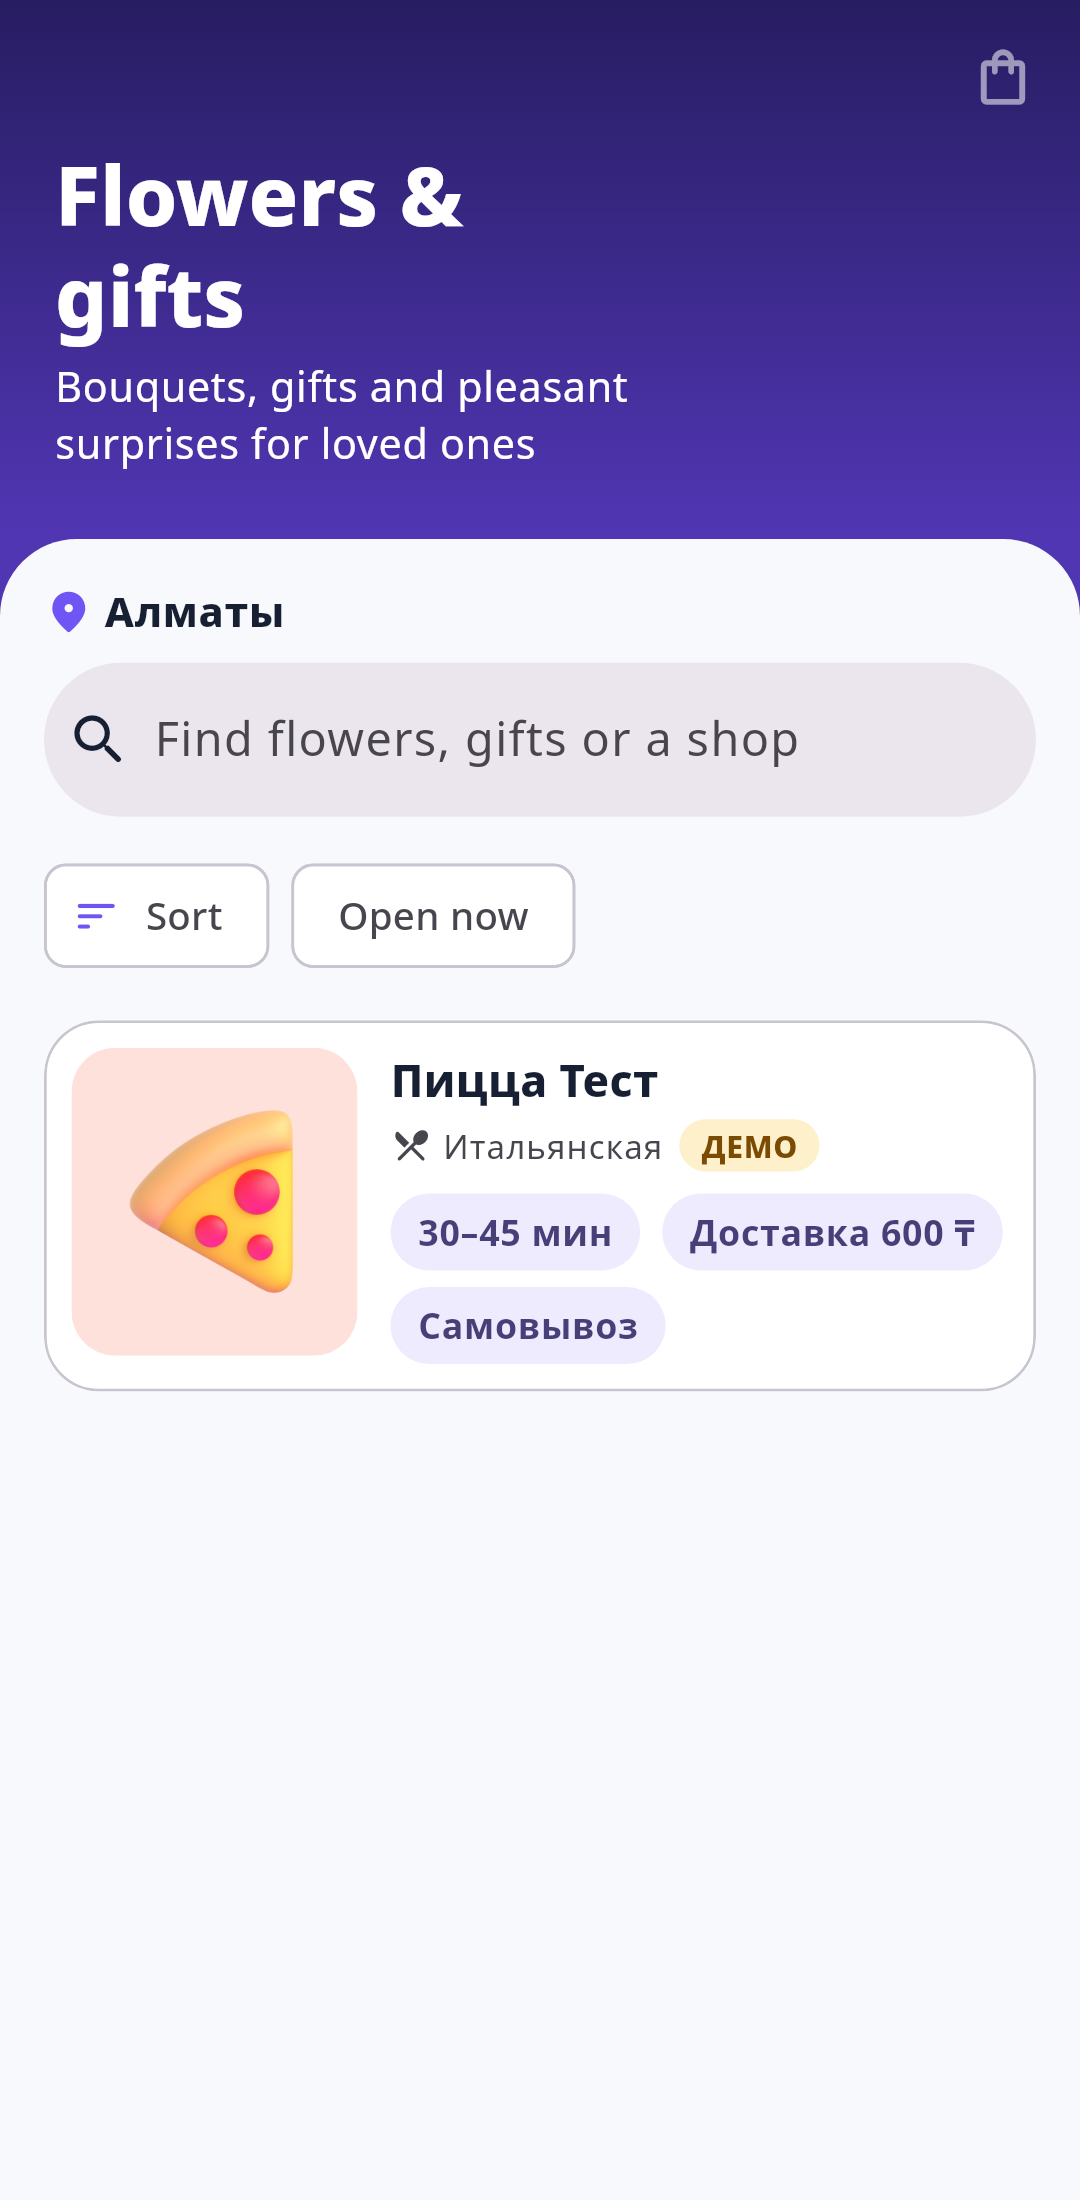 Flowers &
gifts
Bouquets, gifts and pleasant
surprises for loved ones
Алматы
Find flowers, gifts or a shop
Sort
Open now
Пицца Тест
Итальянская ДЕМО
30–45 мин Доставка 600 ₸
Самовывоз